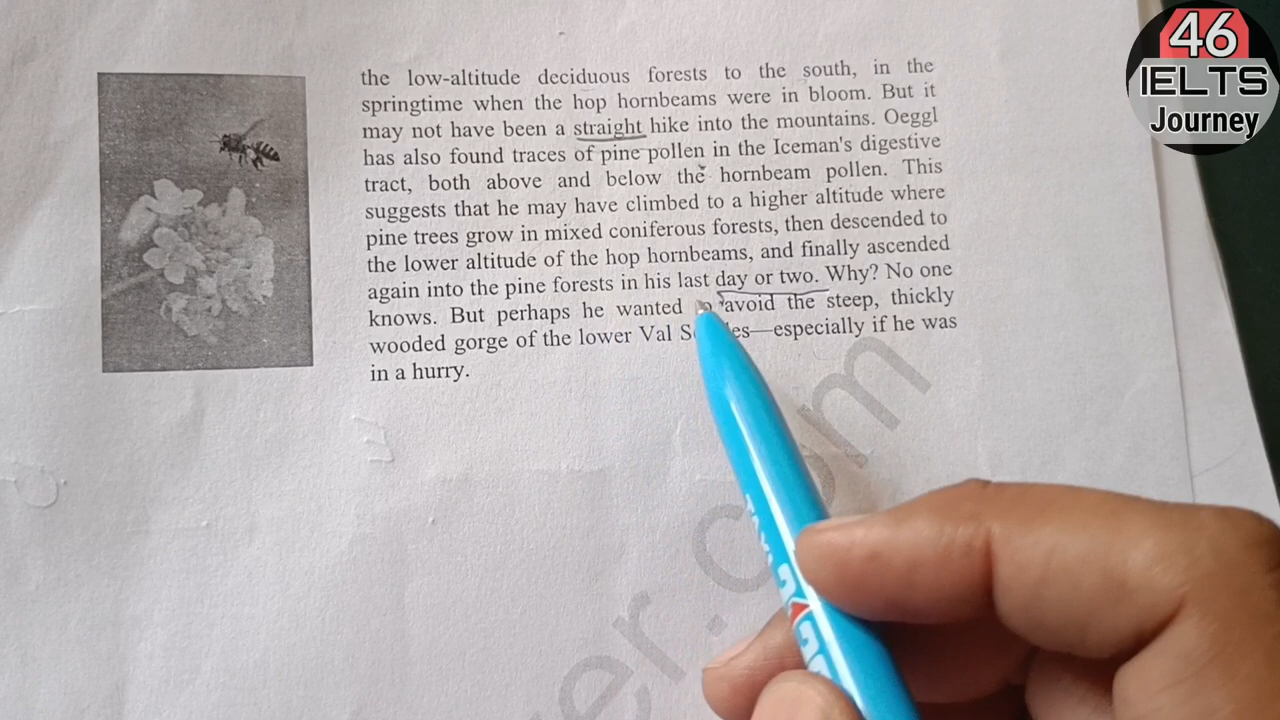 the low-altitude deciduous forests to the south, in the
springtime when the hop hornbeams were in bloom. But it
may not have been a straight hike into the mountains. Oeggl
has also found traces of pine pollen in the Iceman's digestive
tract, both above and below the hornbeam pollen. This
suggests that he may have climbed to a higher altitude where
pine trees grow in mixed coniferous forests, then descended to
the lower altitude of the hop hornbeams, and finally ascended
again into the pine forests in his last day or two. Why? No one
knows. But perhaps he wanted avoid the steep, thickly
wooded gorge of the lower Val —especially if he was
in a hurry.
46
IELTS
Journey